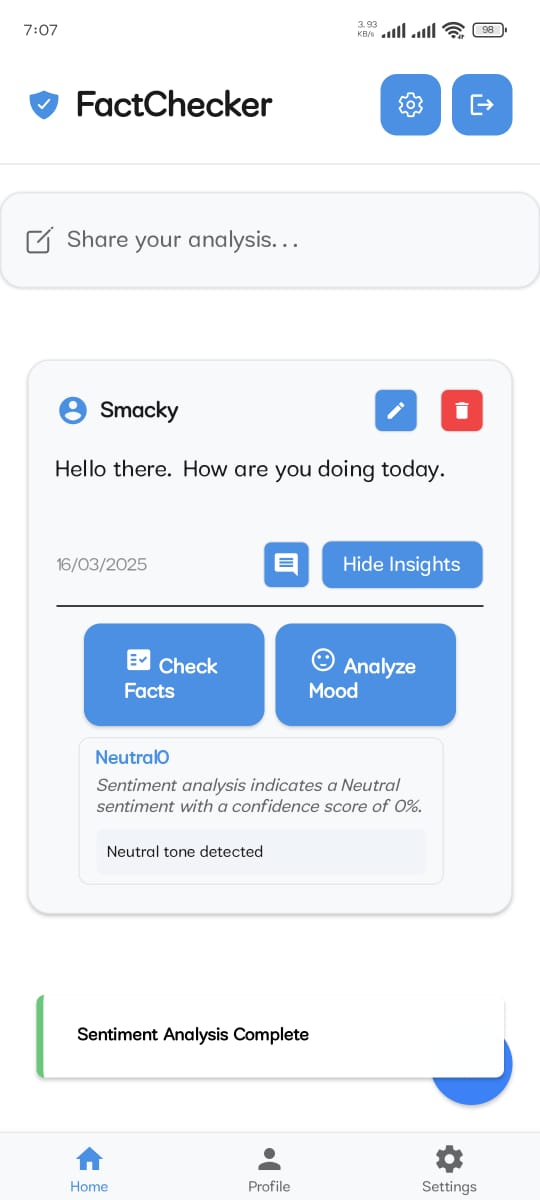 7:07
3.93
KB/s
98
FactChecker
Share your analysis...
Smacky
Hello there. How are you doing today.
16/03/2025
Hide Insights
Check
Facts
Analyze
Mood
Neutral0
Sentiment analysis indicates a Neutral
sentiment with a confidence score of 0%.
Neutral tone detected
Sentiment Analysis Complete
Home
Profile
Settings